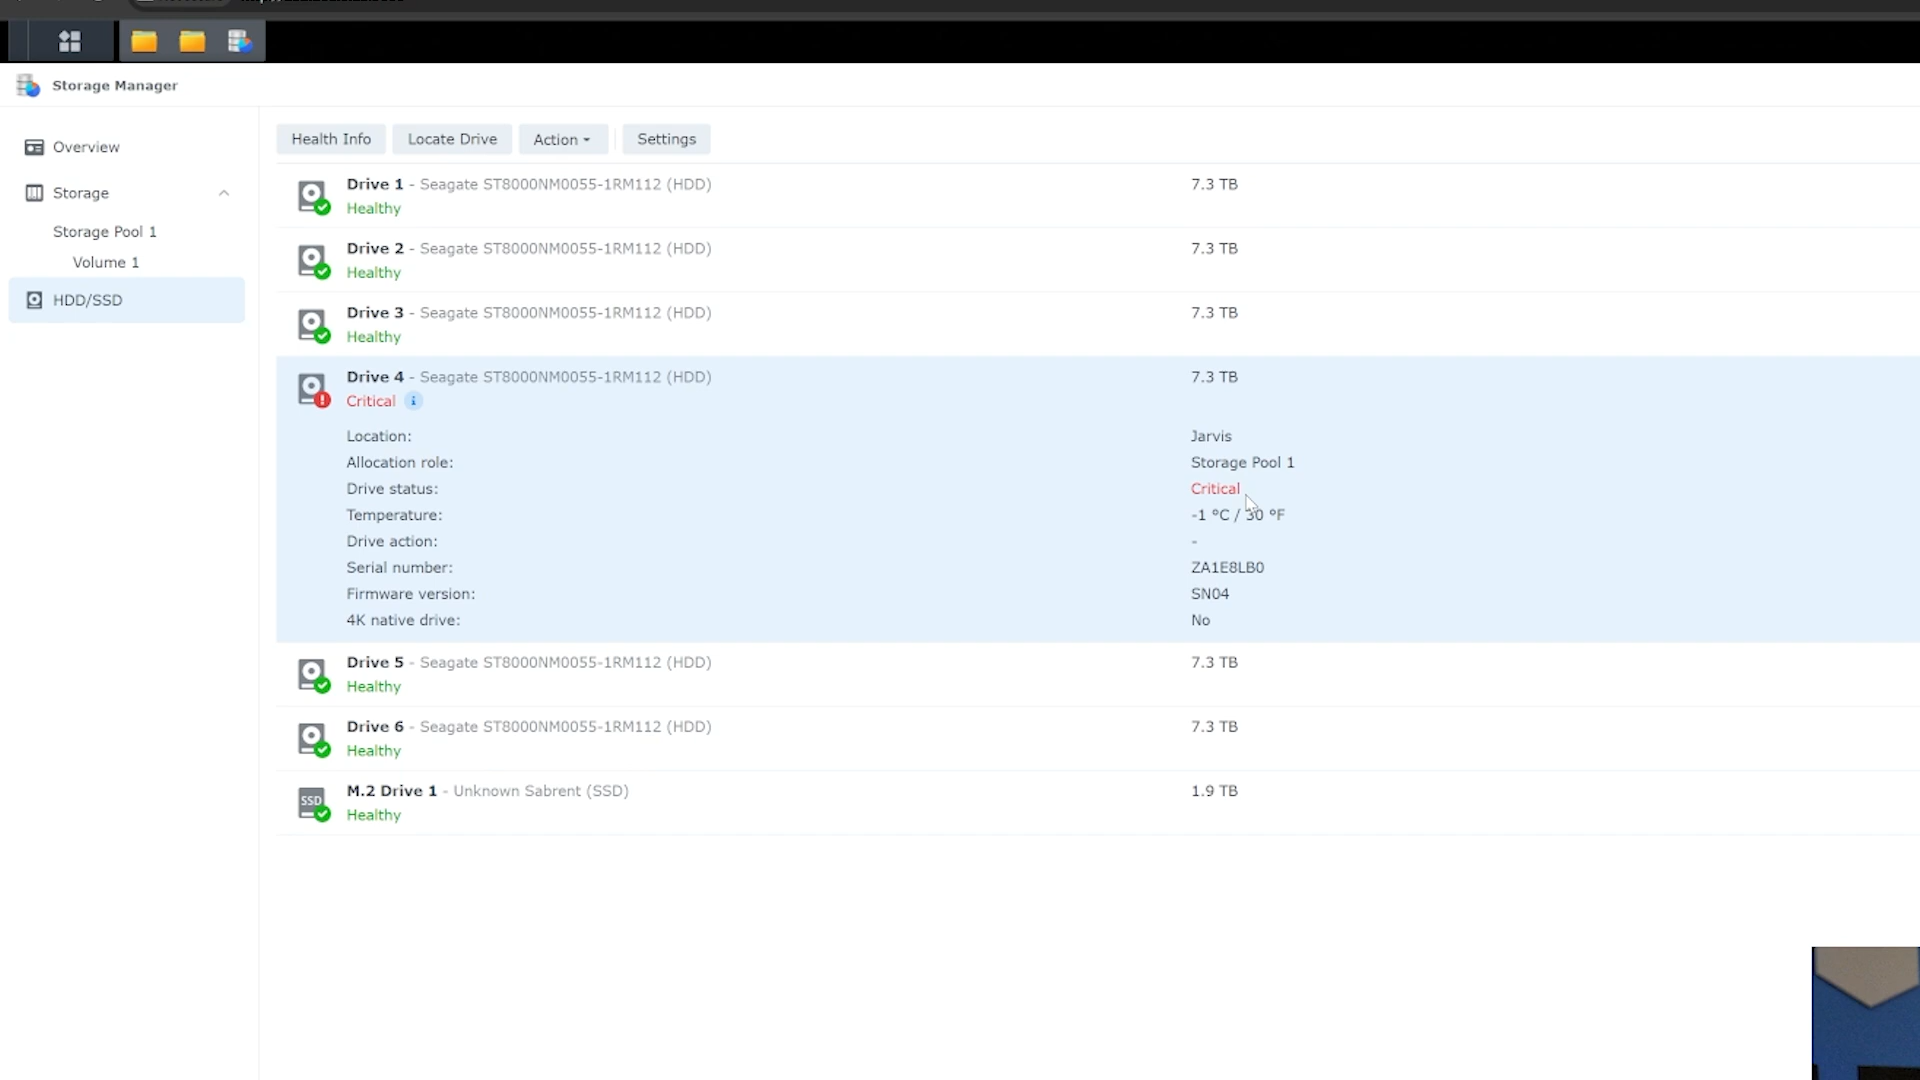 Storage Manager
Overview
Storage
Storage Pool 1
Volume 1
HDD/SSD
Health Info Locate Drive Action Settings
Drive 1 - Seagate ST8000NM0055-1RM112 (HDD) 7.3 TB
Healthy
Drive 2 - Seagate ST8000NM0055-1RM112 (HDD) 7.3 TB
Healthy
Drive 3 - Seagate ST8000NM0055-1RM112 (HDD) 7.3 TB
Healthy
Drive 4 - Seagate ST8000NM0055-1RM112 (HDD) 7.3 TB
Critical i
Location: Jarvis
Allocation role: Storage Pool 1
Drive status: Critical
Temperature: -1 °C / 30 °F
Drive action: -
Serial number: ZA1E8LB0
Firmware version: SN04
4K native drive: No
Drive 5 - Seagate ST8000NM0055-1RM112 (HDD) 7.3 TB
Healthy
Drive 6 - Seagate ST8000NM0055-1RM112 (HDD) 7.3 TB
Healthy
SSD M.2 Drive 1 - Unknown Sabrent (SSD) 1.9 TB
Healthy